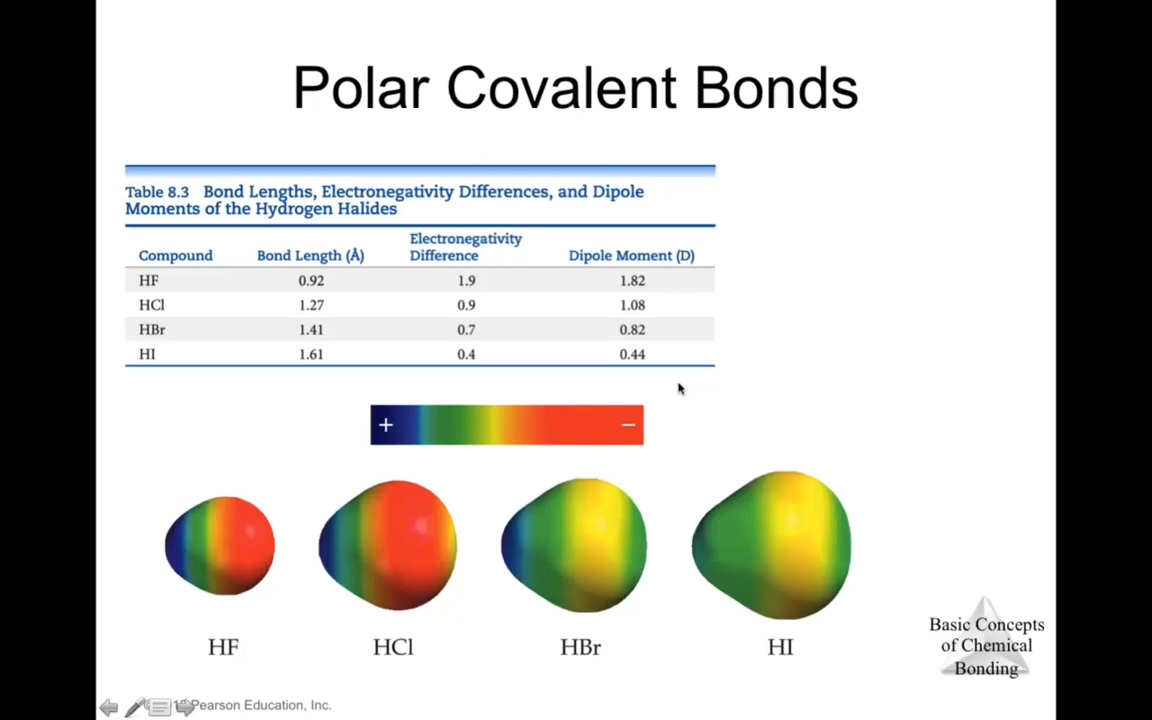 Polar Covalent Bonds
Table 8.3 Bond Lengths, Electronegativity Differences, and Dipole
Moments of the Hydrogen Halides
Compound Bond Length (Å) Electronegativity Difference Dipole Moment (D)
HF 0.92 1.9 1.82
HCl 1.27 0.9 1.08
HBr 1.41 0.7 0.82
HI 1.61 0.4 0.44
+ −
HF HCl HBr HI
Basic Concepts
of Chemical
Bonding
Pearson Education, Inc.